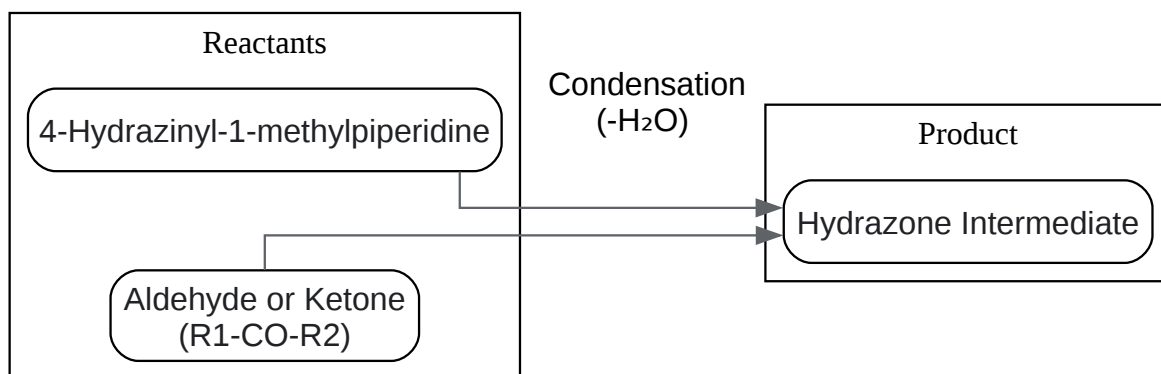 Reactants
4-Hydrazinyl-1-methylpiperidine
Aldehyde or Ketone
(R1-CO-R2)
Condensation
(-H₂O)
Product
Hydrazone Intermediate